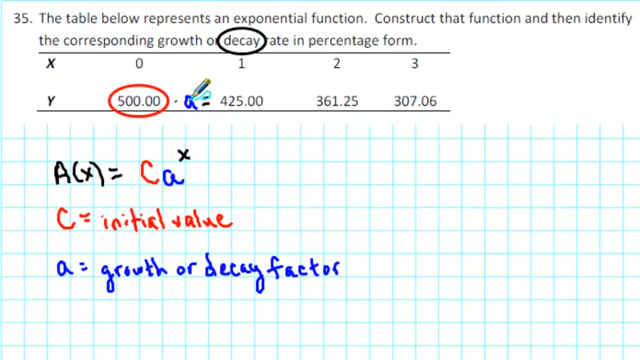 35. The table below represents an exponential function. Construct that function and then identify
the corresponding growth or decay rate in percentage form.
X 0 1 2 3
Y 500.00 · a = 425.00 361.25 307.06
A(x) = Ca^x
C = initial value
a = growth or decay factor